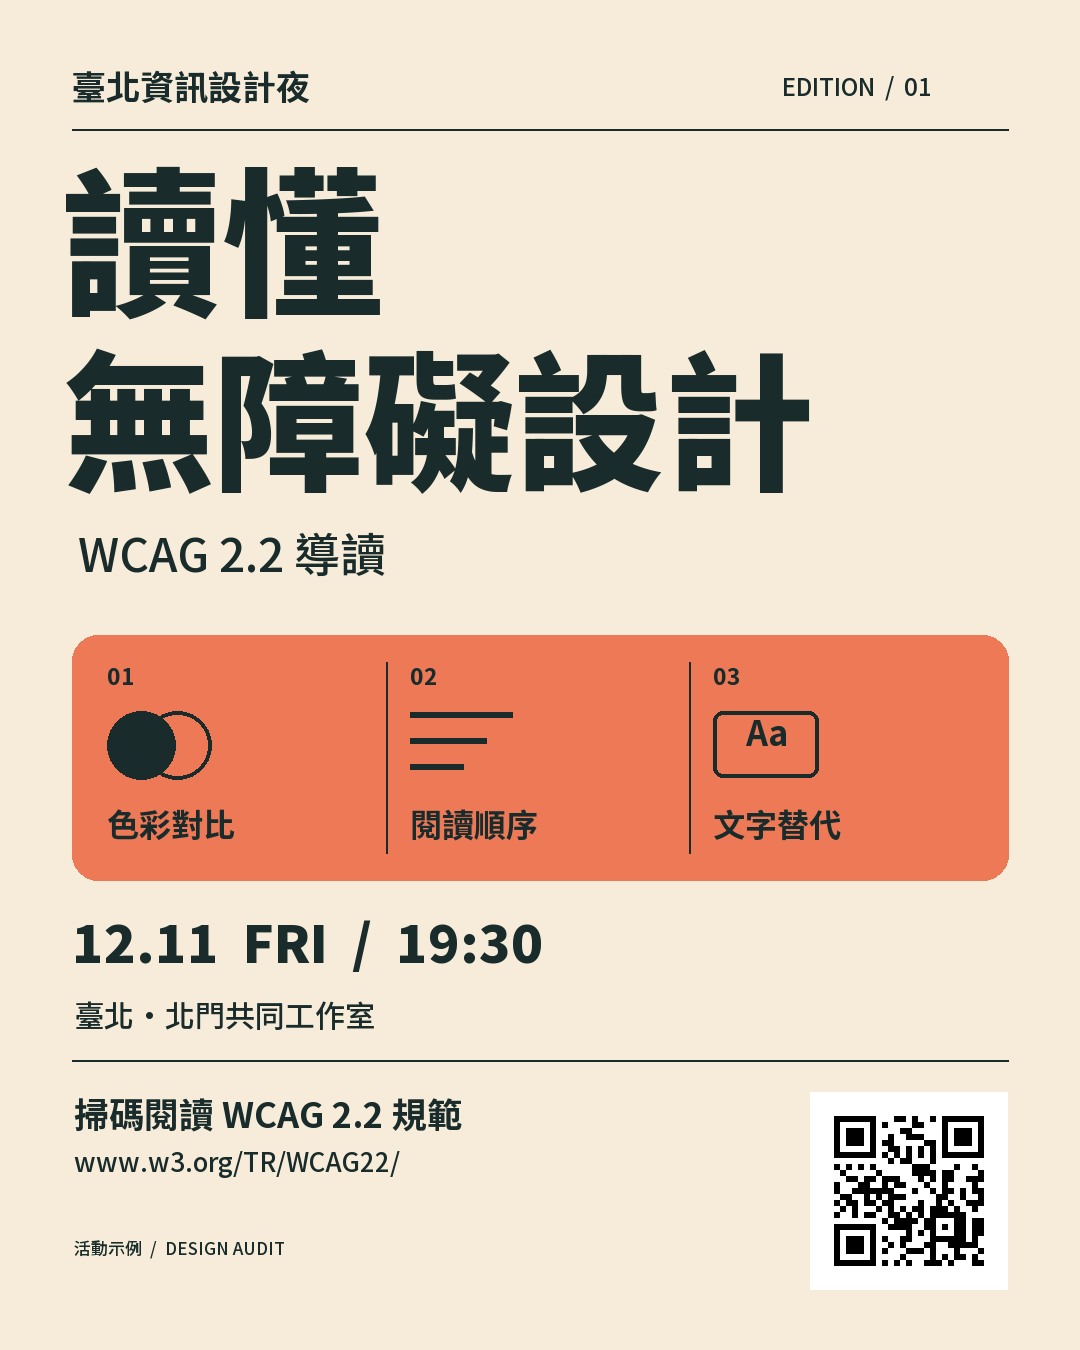 臺北資訊設計夜
EDITION / 01
讀懂
無障礙設計
WCAG 2.2 導讀
01
色彩對比
02
閱讀順序
03
Aa
文字替代
12.11 FRI / 19:30
臺北・北門共同工作室
掃碼閱讀 WCAG 2.2 規範
www.w3.org/TR/WCAG22/
活動示例 / DESIGN AUDIT